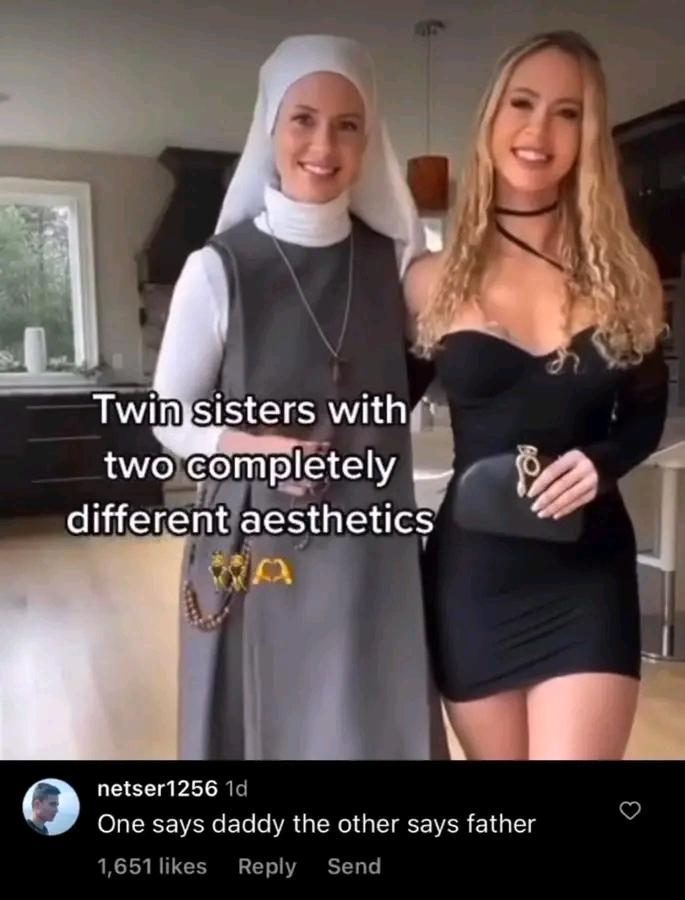 Twin sisters with
two completely
different aesthetics
👯🫶
netser1256 1d
One says daddy the other says father
1,651 likes Reply Send